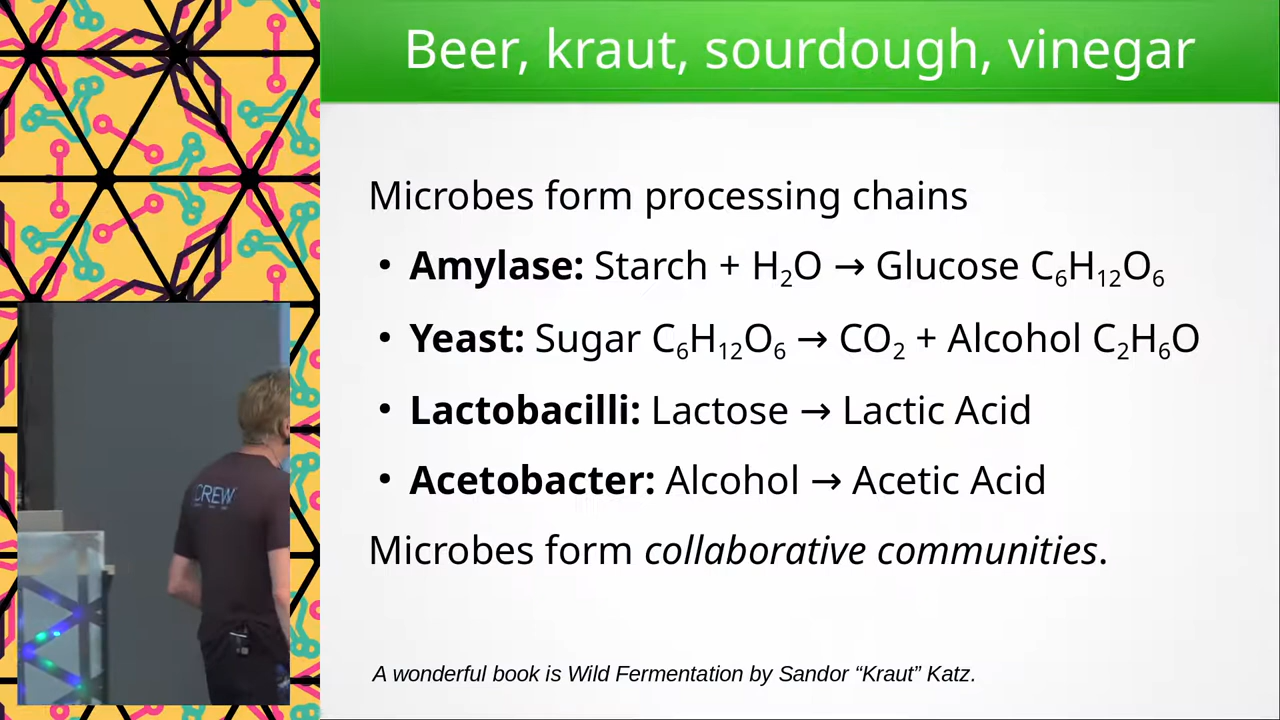 Beer, kraut, sourdough, vinegar
Microbes form processing chains
• Amylase: Starch + H₂O → Glucose C₆H₁₂O₆
• Yeast: Sugar C₆H₁₂O₆ → CO₂ + Alcohol C₂H₆O
• Lactobacilli: Lactose → Lactic Acid
• Acetobacter: Alcohol → Acetic Acid
Microbes form collaborative communities.
A wonderful book is Wild Fermentation by Sandor “Kraut” Katz.
CREW